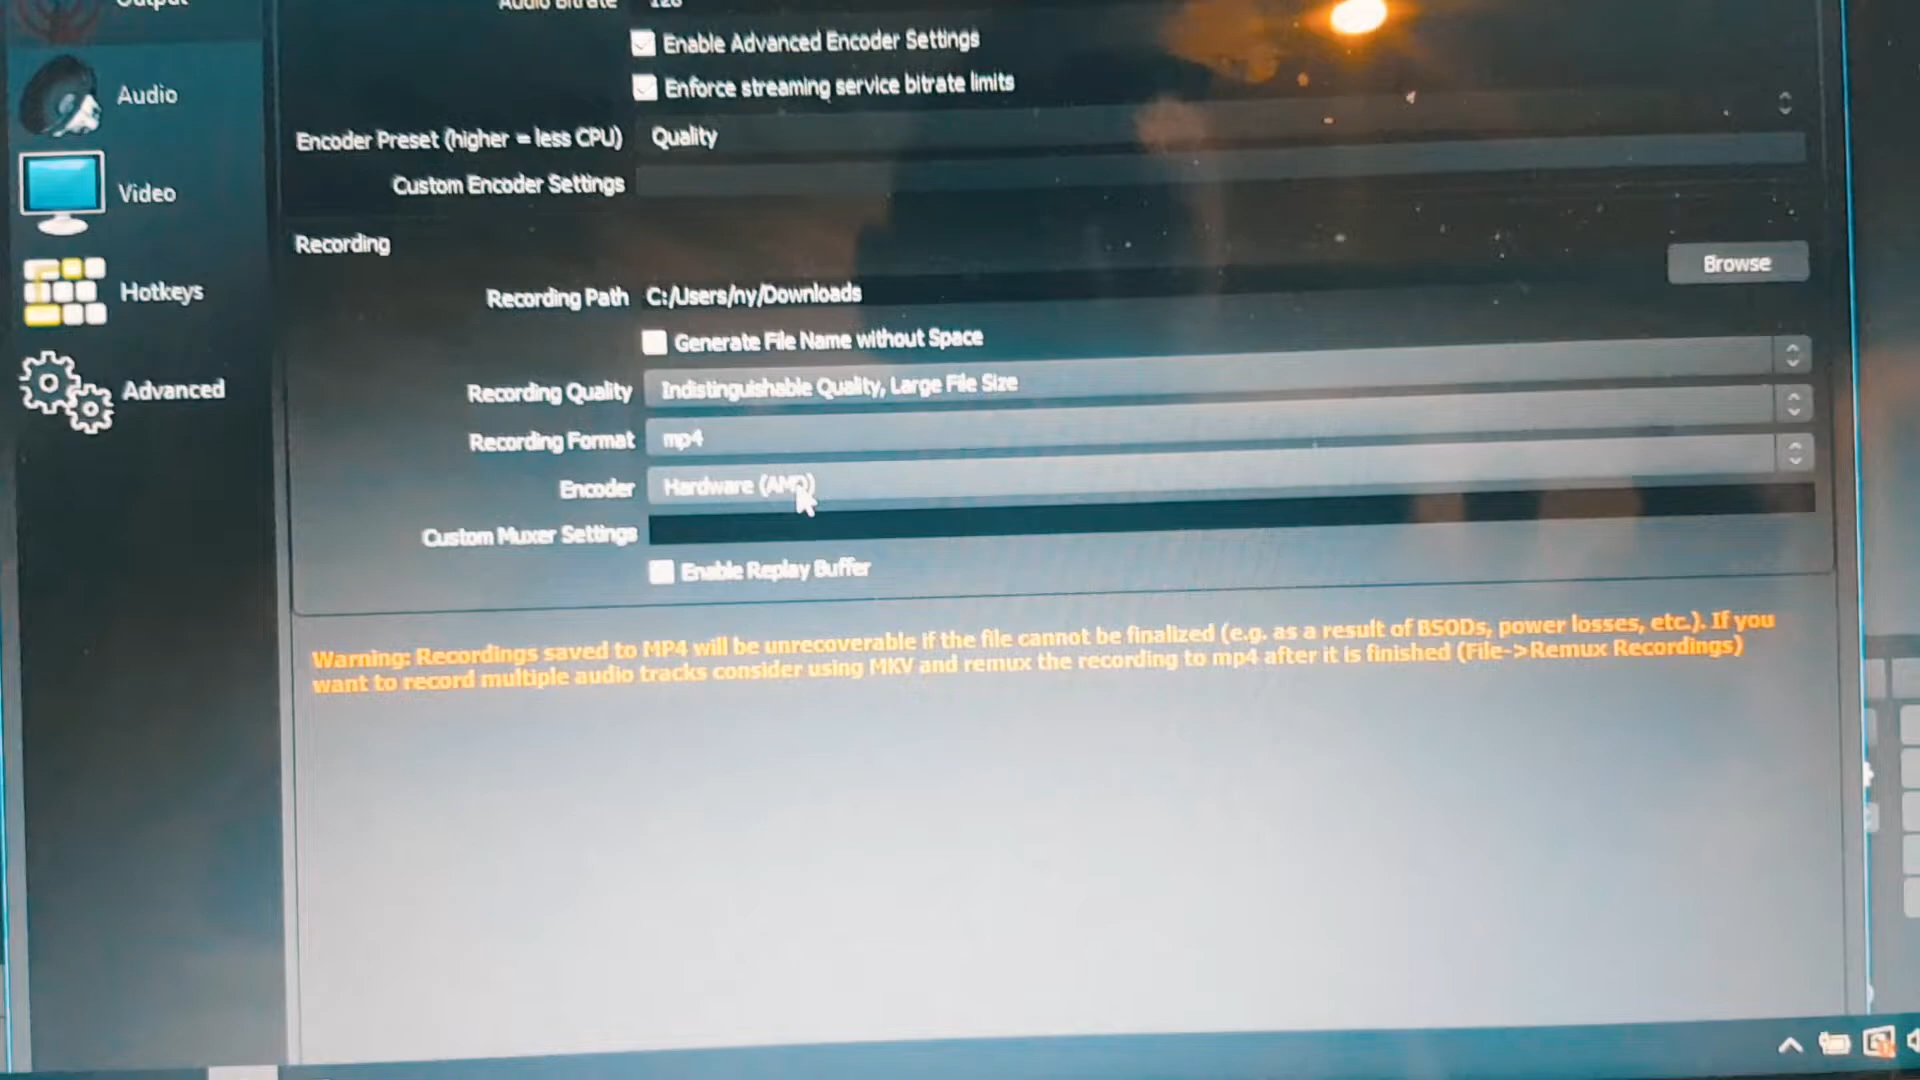 Output
Audio Bitrate 128
Enable Advanced Encoder Settings
Audio
Enforce streaming service bitrate limits
Encoder Preset (higher = less CPU) Quality
Custom Encoder Settings
Video
Recording
Browse
Hotkeys
Recording Path C:/Users/ny/Downloads
Generate File Name without Space
Advanced
Recording Quality Indistinguishable Quality, Large File Size
Recording Format mp4
Encoder Hardware (AMD)
Custom Muxer Settings
Enable Replay Buffer
Warning: Recordings saved to MP4 will be unrecoverable if the file cannot be finalized (e.g. as a result of BSODs, power losses, etc.). If you
want to record multiple audio tracks consider using MKV and remux the recording to mp4 after it is finished (File->Remux Recordings)